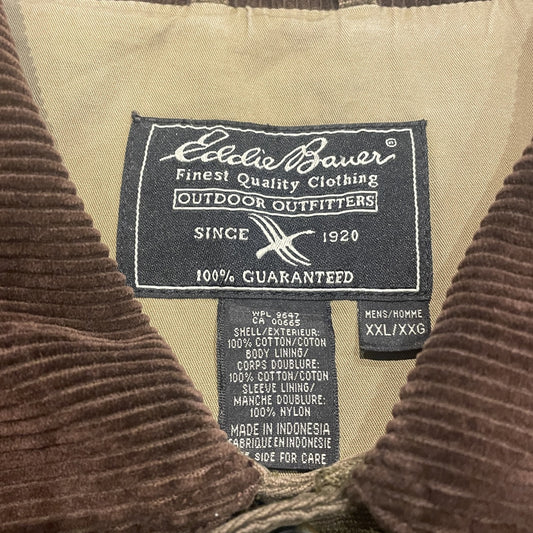 Eddie Bauer®
Finest Quality Clothing
OUTDOOR OUTFITTERS
SINCE 1920
100% GUARANTEED
WPL 9647
CA 00665
SHELL/EXTERIEUR:
100% COTTON/COTON
BODY LINING/
CORPS DOUBLURE:
100% COTTON/COTON
SLEEVE LINING/
MANCHE DOUBLURE:
100% NYLON
MADE IN INDONESIA
FABRIQUE EN INDONESIE
SIDE FOR CARE
MENS/HOMME
XXL/XXG